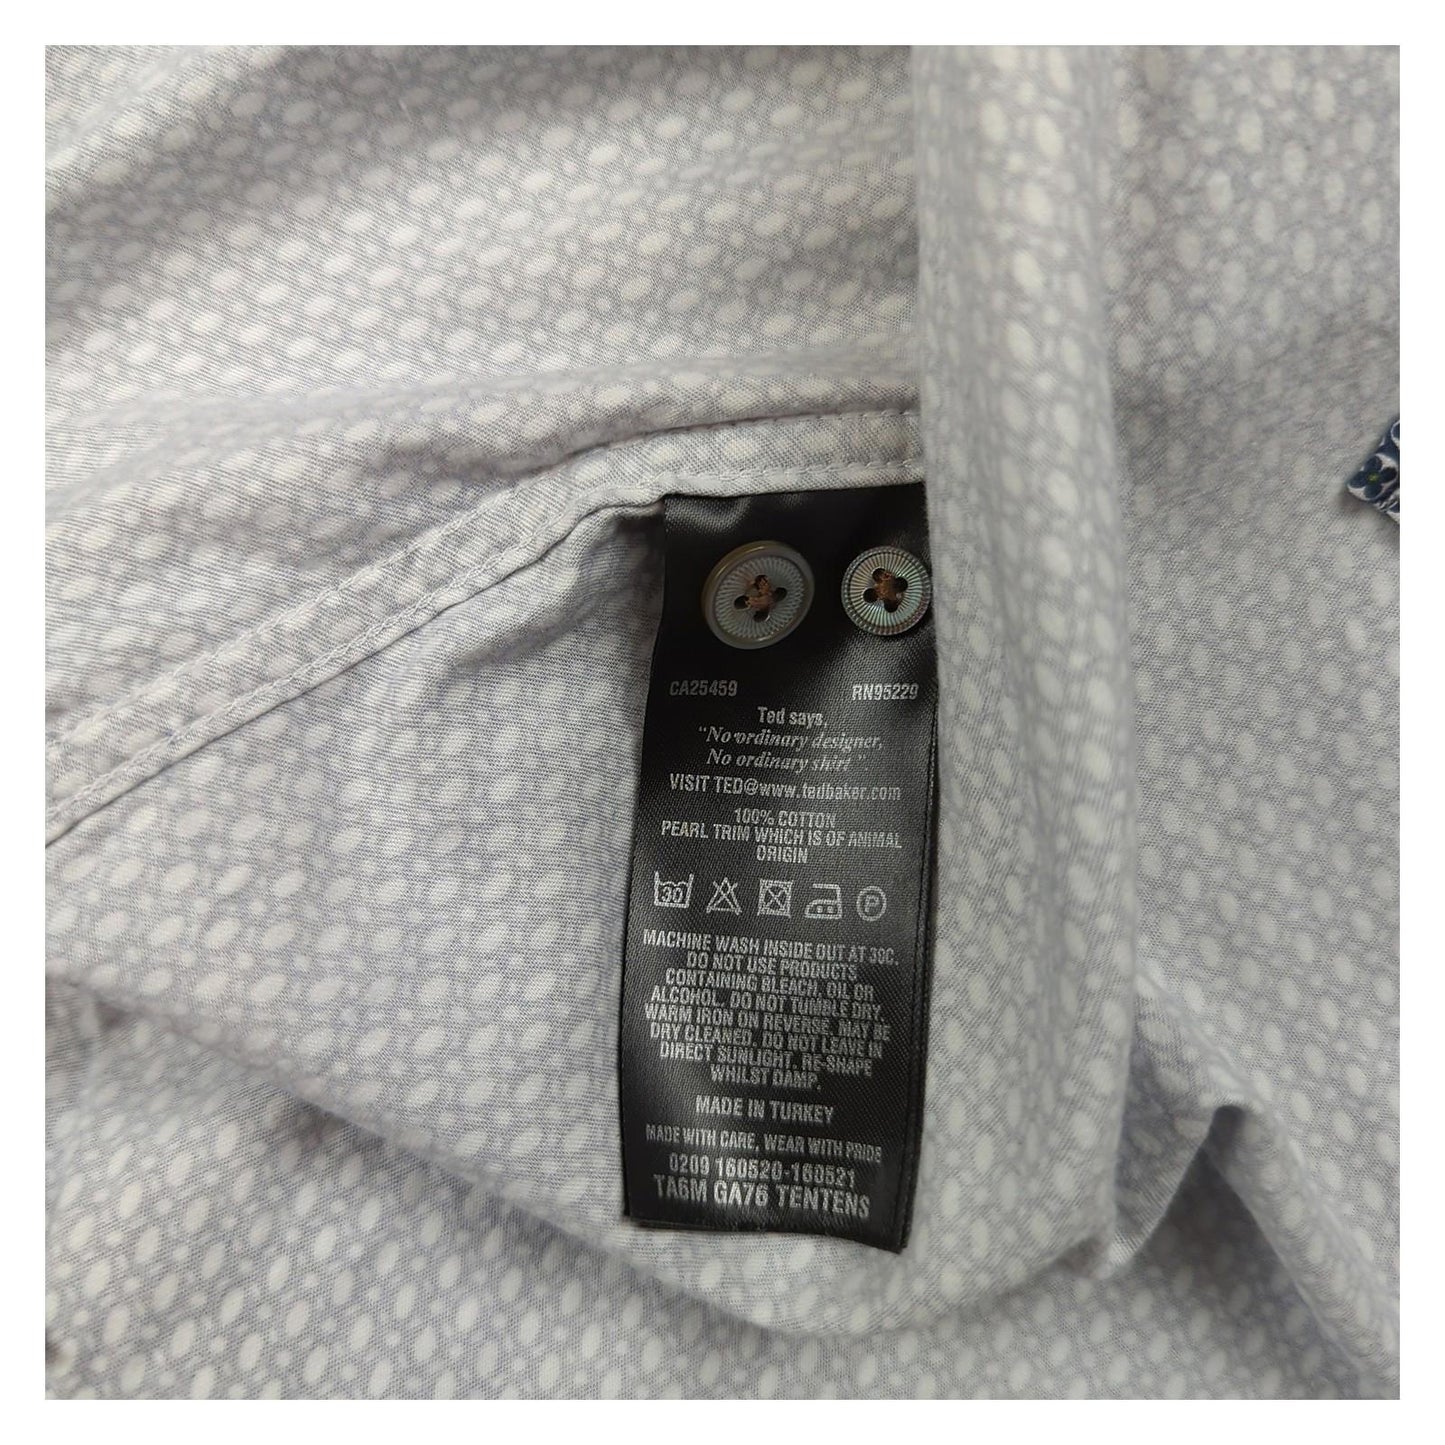 CA25459 RN95229
Ted says,
"No ordinary designer,
No ordinary shirt"
VISIT TED@www.tedbaker.com
100% COTTON
PEARL TRIM WHICH IS OF ANIMAL
ORIGIN
30 P
MACHINE WASH INSIDE OUT AT 30C.
DO NOT USE PRODUCTS
CONTAINING BLEACH, OIL OR
ALCOHOL. DO NOT TUMBLE DRY.
WARM IRON ON REVERSE. MAY BE
DRY CLEANED. DO NOT LEAVE IN
DIRECT SUNLIGHT. RE-SHAPE
WHILST DAMP.
MADE IN TURKEY
MADE WITH CARE, WEAR WITH PRIDE
0209 160520-160521
TA6M GA76 TENTENS